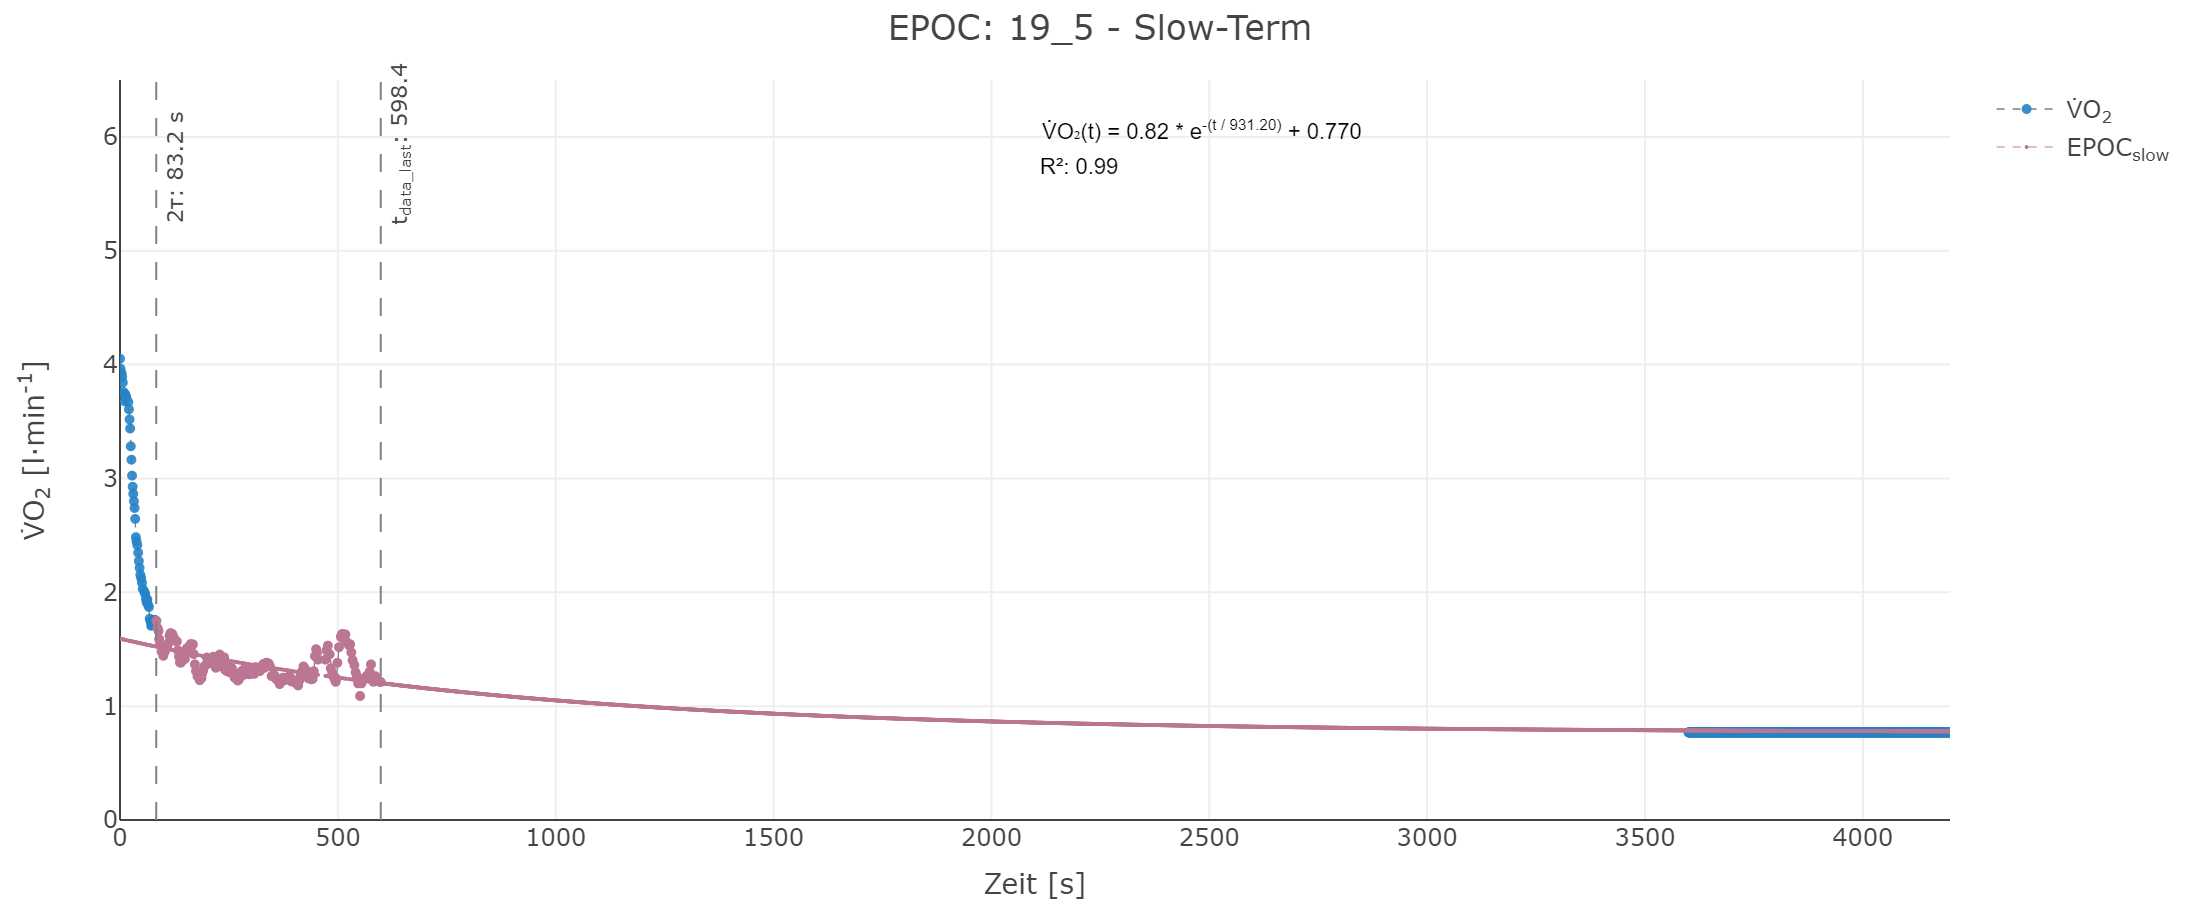 EPOC: 19_5 - Slow-Term
V̇O₂ [l·min⁻¹]
6
5
4
3
2
1
0
2τ: 83.2 s
t_data_last: 598.4
V̇O₂(t) = 0.82 * e^-(t / 931.20) + 0.770
R²: 0.99
V̇O₂
EPOC_slow
0 500 1000 1500 2000 2500 3000 3500 4000
Zeit [s]